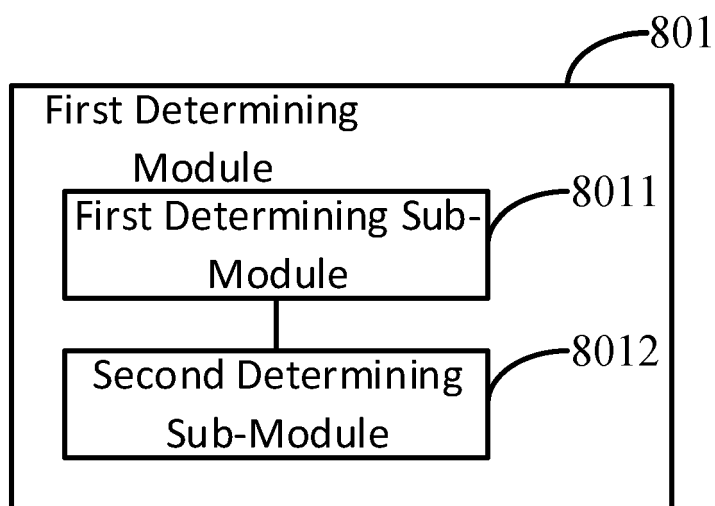 801
First Determining
Module
8011
First Determining Sub-
Module
8012
Second Determining
Sub-Module